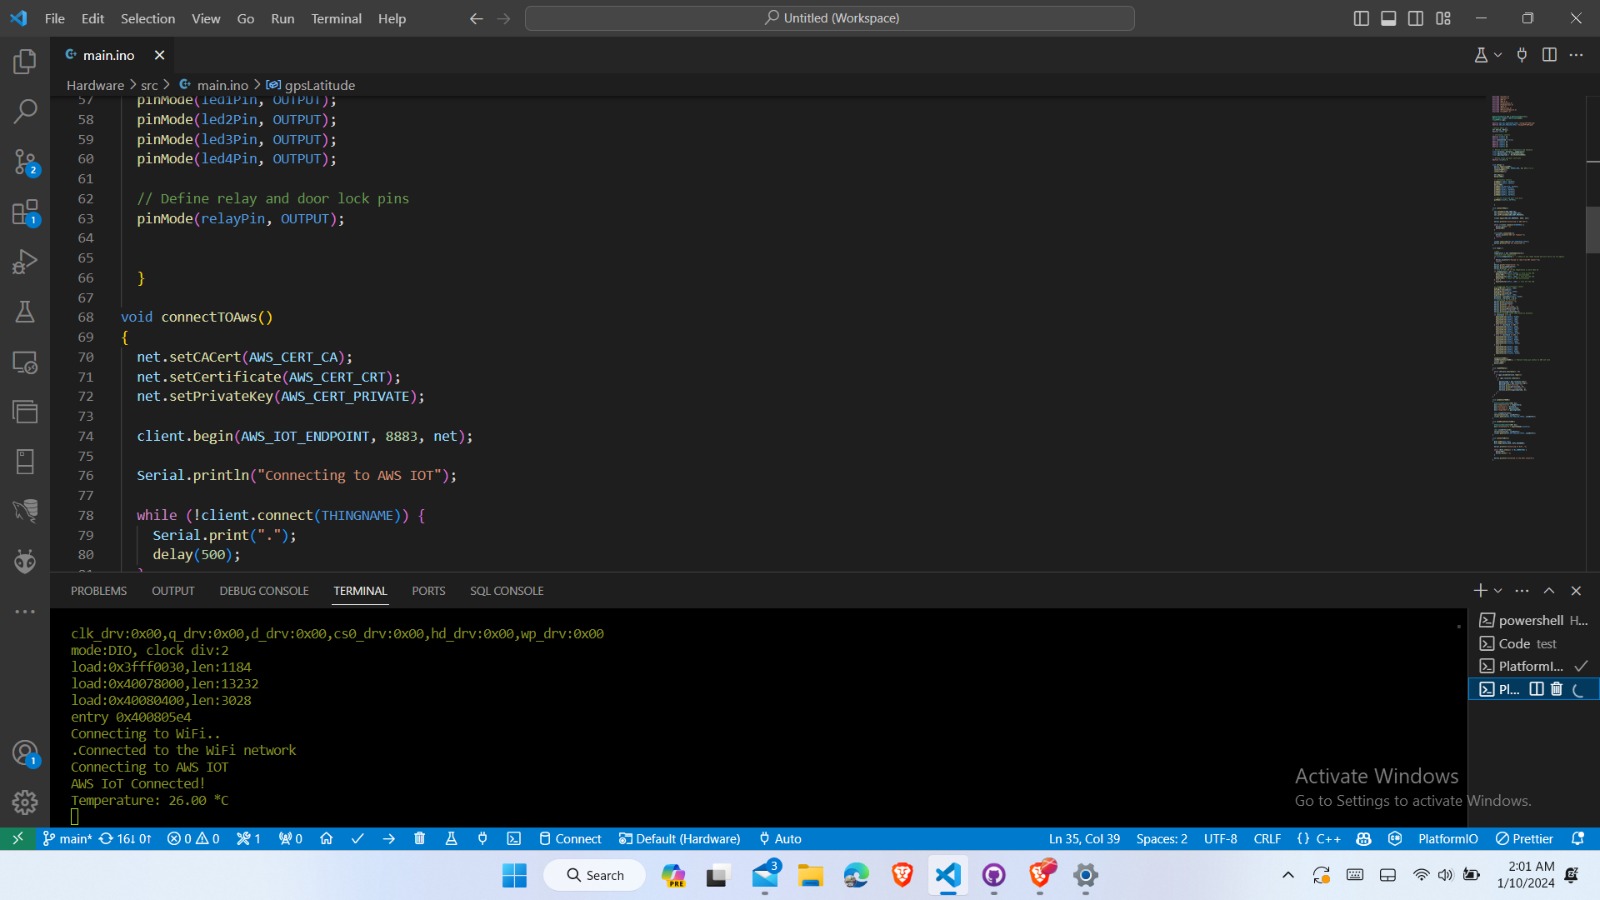 File Edit Selection View Go Run Terminal Help
Untitled (Workspace)
main.ino
Hardware > src > main.ino > gpsLatitude
57 pinMode(led1Pin, OUTPUT);
58 pinMode(led2Pin, OUTPUT);
59 pinMode(led3Pin, OUTPUT);
60 pinMode(led4Pin, OUTPUT);
61
62 // Define relay and door lock pins
63 pinMode(relayPin, OUTPUT);
64
65
66 }
67
68 void connectTOAws()
69 {
70 net.setCACert(AWS_CERT_CA);
71 net.setCertificate(AWS_CERT_CRT);
72 net.setPrivateKey(AWS_CERT_PRIVATE);
73
74 client.begin(AWS_IOT_ENDPOINT, 8883, net);
75
76 Serial.println("Connecting to AWS IOT");
77
78 while (!client.connect(THINGNAME)) {
79 Serial.print(".");
80 delay(500);
PROBLEMS OUTPUT DEBUG CONSOLE TERMINAL PORTS SQL CONSOLE
clk_drv:0x00,q_drv:0x00,d_drv:0x00,cs0_drv:0x00,hd_drv:0x00,wp_drv:0x00
mode:DIO, clock div:2
load:0x3fff0030,len:1184
load:0x40078000,len:13232
load:0x40080400,len:3028
entry 0x400805e4
Connecting to WiFi..
.Connected to the WiFi network
Connecting to AWS IOT
AWS IoT Connected!
Temperature: 26.00 *C
powershell H...
Code test
PlatformI...
Pl...
2
1
1
Activate Windows
Go to Settings to activate Windows.
main* 16↓ 0↑ 0 0 1 0 Connect Default (Hardware) Auto
Ln 35, Col 39 Spaces: 2 UTF-8 CRLF {} C++ PlatformIO Prettier
Search
PRE
3
2:01 AM
1/10/2024